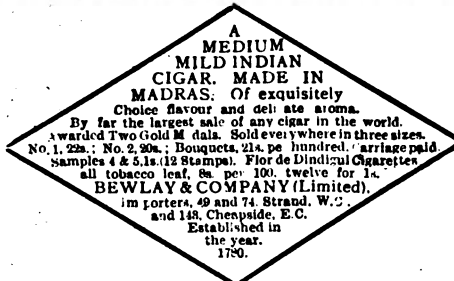 A
MEDIUM
MILD INDIAN
CIGAR. MADE IN
MADRAS. Of exquisitely
Choice flavour and deli ate aroma.
By far the largest sale of any cigar in the world.
Awarded Two Gold M dals. Sold everywhere in three sizes.
No. 1, 22s.; No. 2, 20s.; Bouquets, 21s. pe hundred. Carriage paid.
Samples 4 & 5, 1s. (12 Stamps). Flor de Dindigul Cigarettes
all tobacco leaf, 8s. per 100, twelve for 1s.
BEWLAY & COMPANY (Limited),
Im porters, 49 and 74, Strand, W.C.
and 143, Cheapside, E.C.
Established in
the year.
1780.